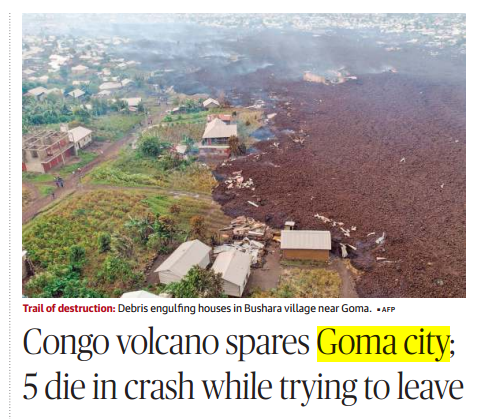 Trail of destruction: Debris engulfing houses in Bushara village near Goma. ▪ AFP
Congo volcano spares Goma city;
5 die in crash while trying to leave